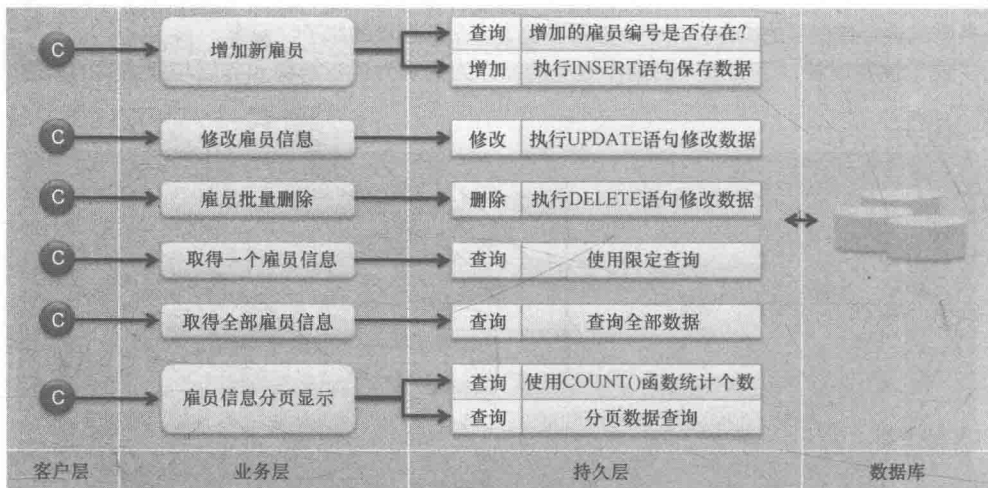 C 增加新雇员 查询 增加的雇员编号是否存在?
增加 执行INSERT语句保存数据
C 修改雇员信息 修改 执行UPDATE语句修改数据
C 雇员批量删除 删除 执行DELETE语句修改数据
C 取得一个雇员信息 查询 使用限定查询
C 取得全部雇员信息 查询 查询全部数据
C 雇员信息分页显示 查询 使用COUNT()函数统计个数
查询 分页数据查询
客户层 业务层 持久层 数据库